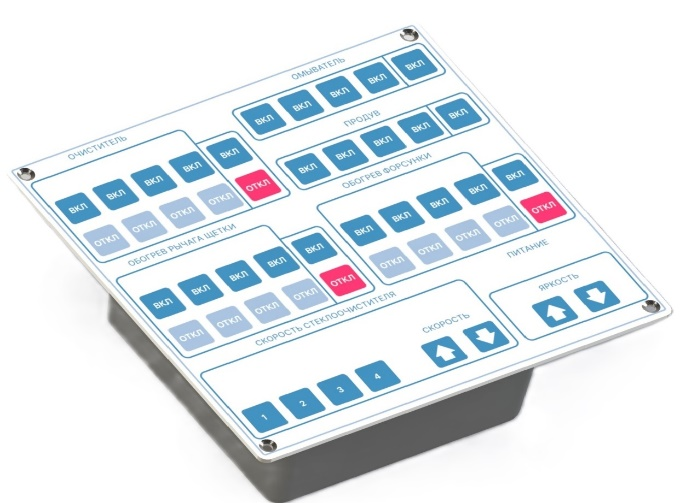 ОМЫВАТЕЛЬ
ВКЛ ВКЛ ВКЛ ВКЛ ВКЛ
ПРОДУВ
ВКЛ ВКЛ ВКЛ ВКЛ ВКЛ
ОЧИСТИТЕЛЬ
ВКЛ ВКЛ ВКЛ ВКЛ ВКЛ
ОТКЛ ОТКЛ ОТКЛ ОТКЛ ОТКЛ
ОБОГРЕВ ФОРСУНКИ
ВКЛ ВКЛ ВКЛ ВКЛ ВКЛ
ОТКЛ ОТКЛ ОТКЛ ОТКЛ ОТКЛ
ОБОГРЕВ РЫЧАГА ЩЕТКИ
ВКЛ ВКЛ ВКЛ ВКЛ ВКЛ
ОТКЛ ОТКЛ ОТКЛ ОТКЛ ОТКЛ
ПИТАНИЕ
СКОРОСТЬ СТЕКЛООЧИСТИТЕЛЯ
1 2 3 4
СКОРОСТЬ
ЯРКОСТЬ